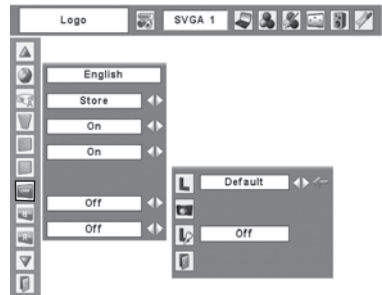 Logo
SVGA 1
English
Store
On
On
Off
Off
Default
Off